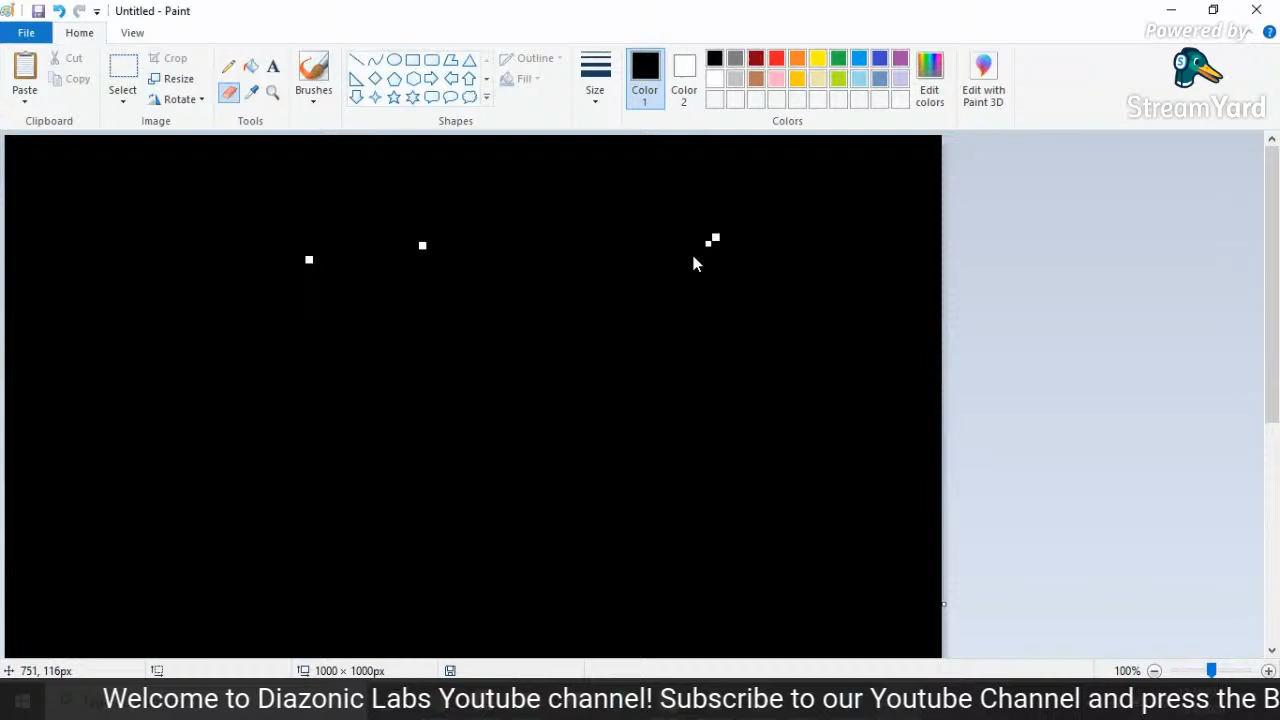 Untitled - Paint
Powered by
StreamYard
File
Home
View
Paste
Cut
Copy
Clipboard
Select
Crop
Resize
Rotate
Image
A
Tools
Brushes
Outline
Fill
Shapes
Size
Color 1
Color 2
Edit colors
Colors
Edit with Paint 3D
751, 116px
1000 × 1000px
100%
Welcome to Diazonic Labs Youtube channel! Subscribe to our Youtube Channel and press the B